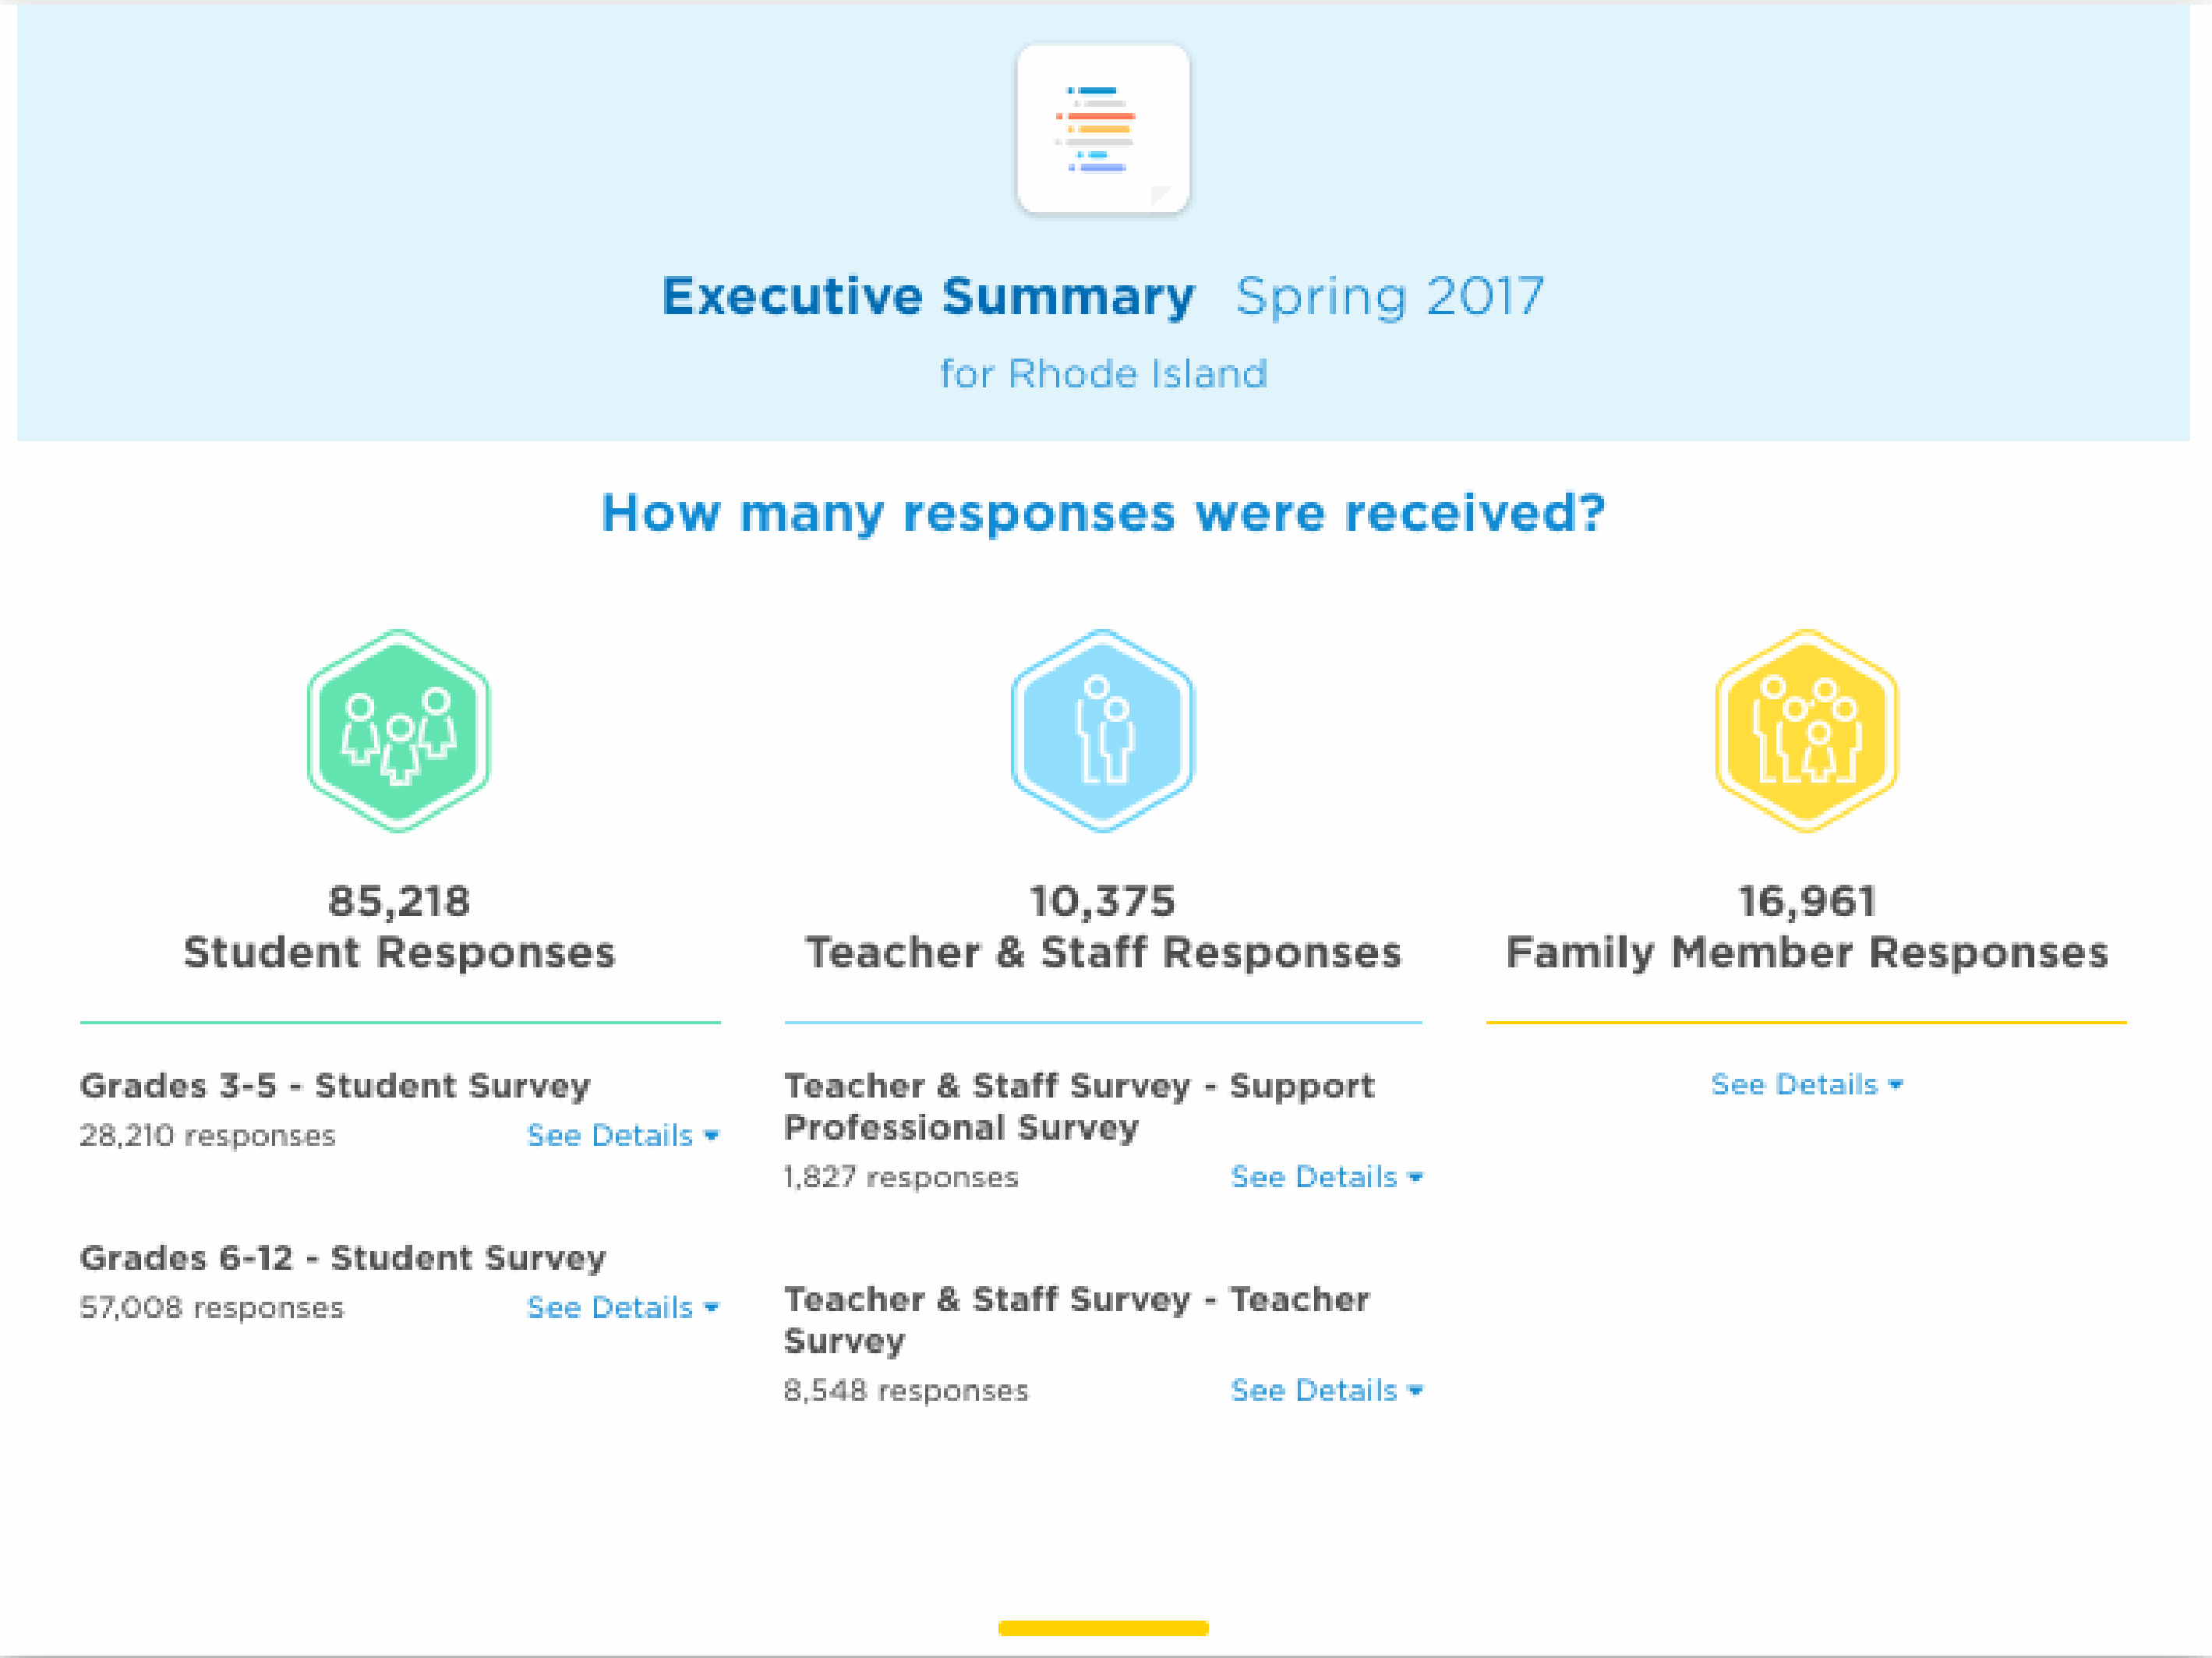 Executive Summary Spring 2017
for Rhode Island
How many responses were received?
85,218
Student Responses
Grades 3-5 - Student Survey
28,210 responses See Details
Grades 6-12 - Student Survey
57,008 responses See Details
10,375
Teacher & Staff Responses
Teacher & Staff Survey - Support
Professional Survey
1,827 responses See Details
Teacher & Staff Survey - Teacher
Survey
8,548 responses See Details
16,961
Family Member Responses
See Details